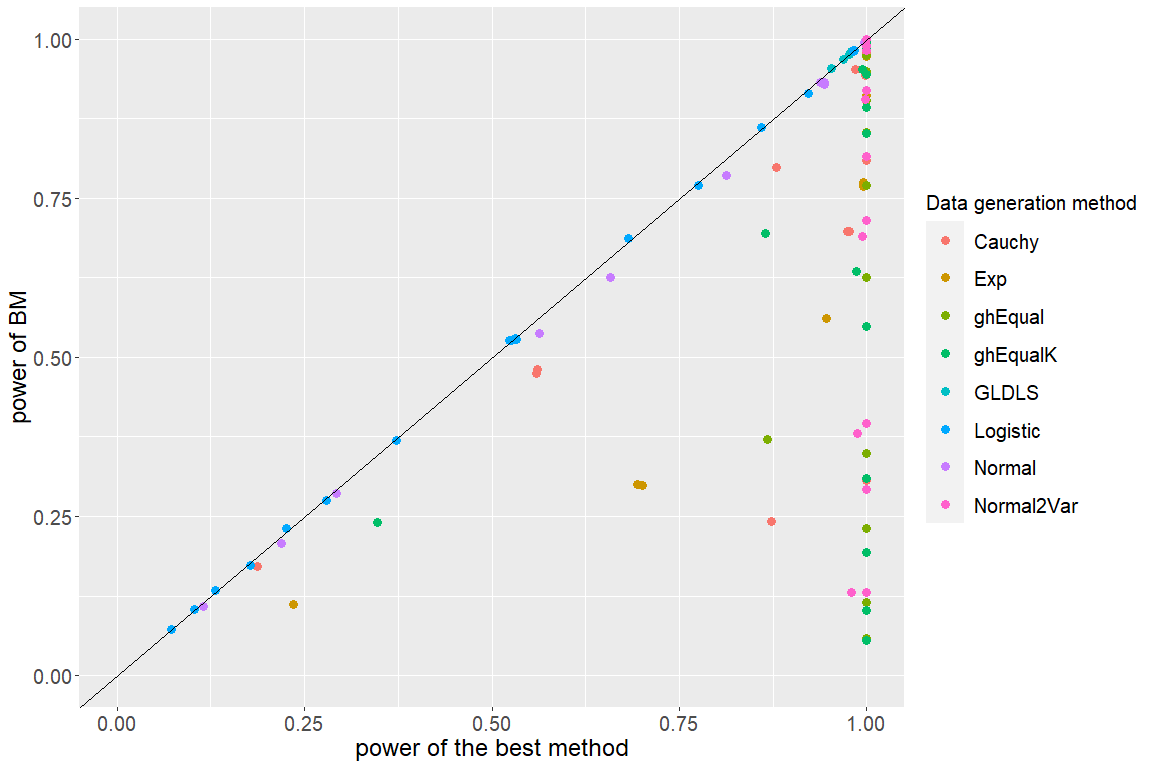 1.00
0.75
0.50
0.25
0.00
power of BM
0.00 0.25 0.50 0.75 1.00
power of the best method
Data generation method
Cauchy
Exp
ghEqual
ghEqualK
GLDLS
Logistic
Normal
Normal2Var